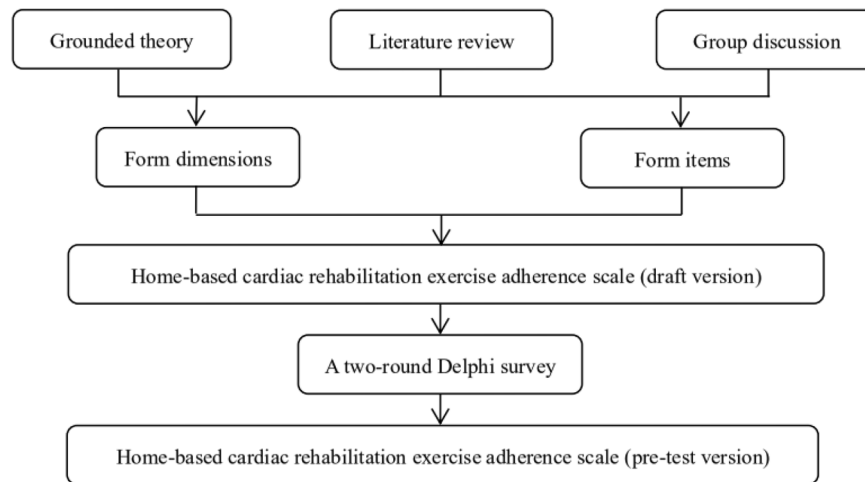 Grounded theory
Literature review
Group discussion
Form dimensions
Form items
Home-based cardiac rehabilitation exercise adherence scale (draft version)
A two-round Delphi survey
Home-based cardiac rehabilitation exercise adherence scale (pre-test version)